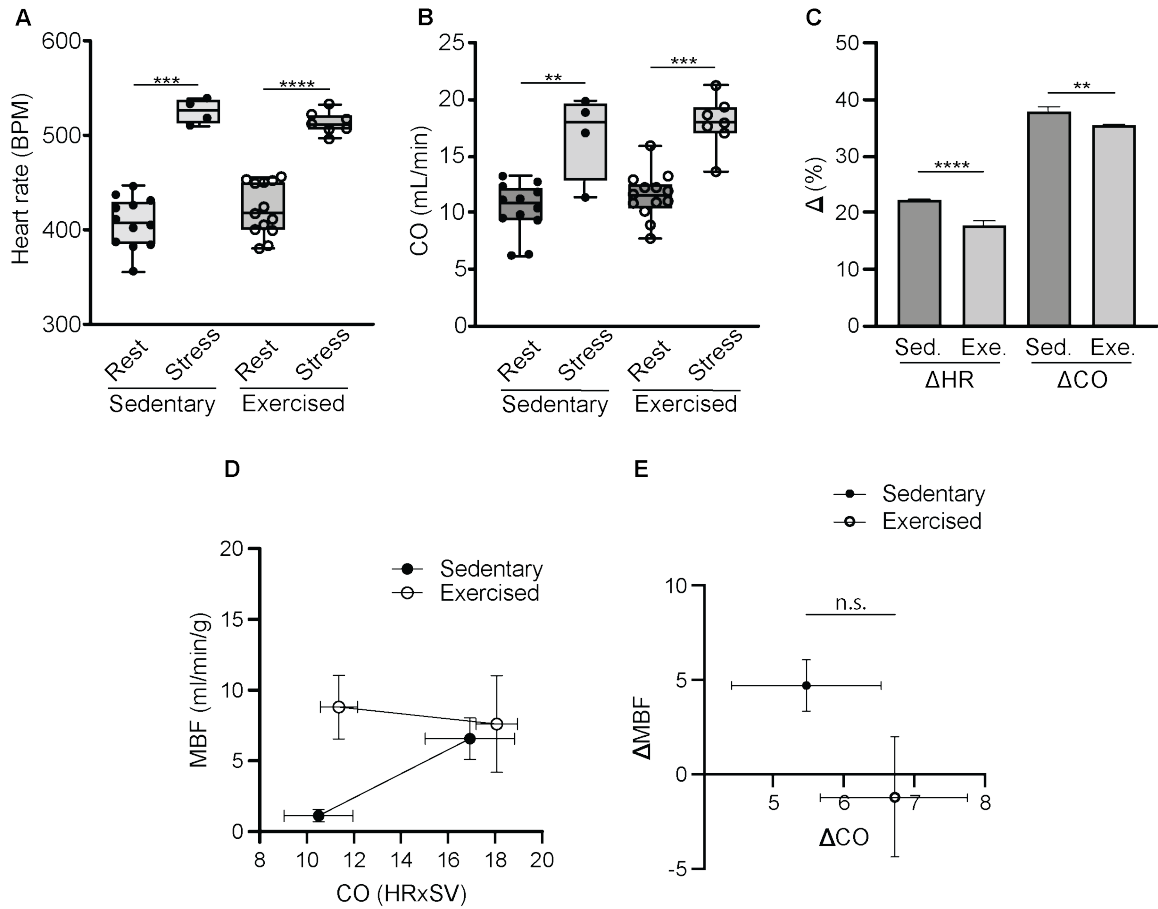 A
Heart rate (BPM)
600
500
400
300
***
****
Rest
Stress
Rest
Stress
Sedentary
Exercised
B
CO (mL/min)
25
20
15
10
5
0
**
***
Rest
Stress
Rest
Stress
Sedentary
Exercised
C
Δ (%)
50
40
30
20
10
0
****
**
Sed.
Exe.
Sed.
Exe.
ΔHR
ΔCO
D
Sedentary
Exercised
MBF (ml/min/g)
20
15
10
5
0
8 10 12 14 16 18 20
CO (HRxSV)
E
Sedentary
Exercised
ΔMBF
10
5
0
-5
n.s.
5 6 7 8
ΔCO